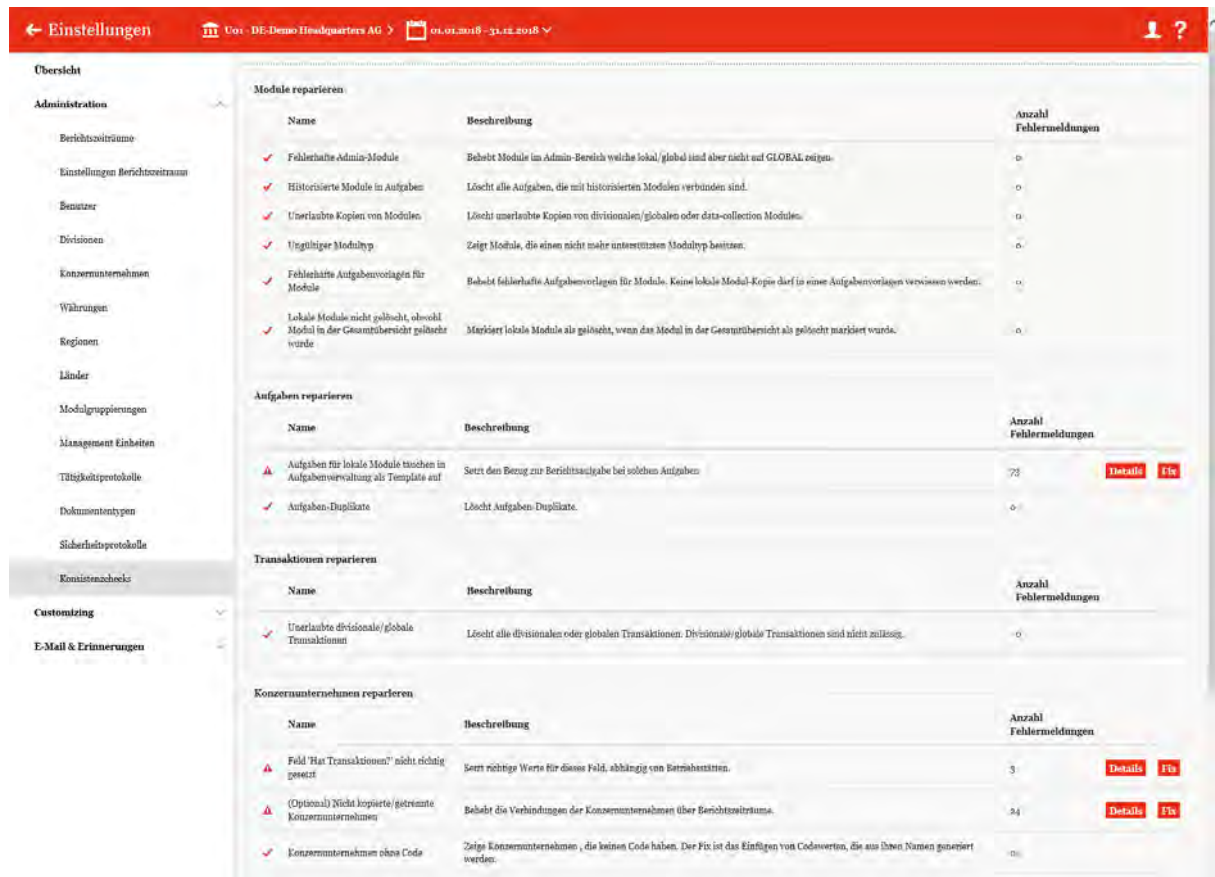 ← Einstellungen
U01 - DE-Demo Headquarters AG > 01.01.2018 - 31.12.2018
?
Übersicht
Administration
Berichtszeiträume
Einstellungen Berichtszeitraum
Benutzer
Divisionen
Konzernunternehmen
Währungen
Regionen
Länder
Modulgruppierungen
Management Einheiten
Tätigkeitsprotokolle
Dokumententypen
Sicherheitsprotokolle
Konsistenzchecks
Customizing
E-Mail & Erinnerungen
Module reparieren
Name Beschreibung Anzahl
Fehlermeldungen
Fehlerhafte Admin-Module Behebt Module im Admin-Bereich welche lokal/global sind aber nicht auf GLOBAL zeigen. 0
Historisierte Module in Aufgaben Löscht alle Aufgaben, die mit historisierten Modulen verbunden sind. 0
Unerlaubte Kopien von Modulen Löscht unerlaubte Kopien von divisionalen/globalen oder data-collection Modulen. 0
Ungültiger Modultyp Zeigt Module, die einen nicht mehr unterstützten Modultyp besitzen. 0
Fehlerhafte Aufgabenvorlagen für
Module
Behebt fehlerhafte Aufgabenvorlagen für Module. Keine lokale Modul-Kopie darf in einer Aufgabenvorlagen verwiesen werden. 0
Lokale Module nicht gelöscht, obwohl
Modul in der Gesamtübersicht gelöscht
wurde
Markiert lokale Module als gelöscht, wenn das Modul in der Gesamtübersicht als gelöscht markiert wurde. 0
Aufgaben reparieren
Name Beschreibung Anzahl
Fehlermeldungen
Aufgaben für lokale Module tauchen in
Aufgabenverwaltung als Template auf
Setzt den Bezug zur Berichtsaufgabe bei solchen Aufgaben 73 Details Fix
Aufgaben-Duplikate Löscht Aufgaben-Duplikate. 0
Transaktionen reparieren
Name Beschreibung Anzahl
Fehlermeldungen
Unerlaubte divisionale/globale
Transaktionen
Löscht alle divisionalen oder globalen Transaktionen. Divisionale/globale Transaktionen sind nicht zulässig. 0
Konzernunternehmen reparieren
Name Beschreibung Anzahl
Fehlermeldungen
Feld 'Hat Transaktionen?' nicht richtig
gesetzt
Setzt richtige Werte für dieses Feld, abhängig von Betriebsstätten. 3 Details Fix
(Optional) Nicht kopierte/getrennte
Konzernunternehmen
Behebt die Verbindungen der Konzernunternehmen über Berichtszeiträume. 24 Details Fix
Konzernunternehmen ohne Code
Zeige Konzernunternehmen , die keinen Code haben. Der Fix ist das Einfügen von Codewerten, die aus ihren Namen generiert
werden.
0